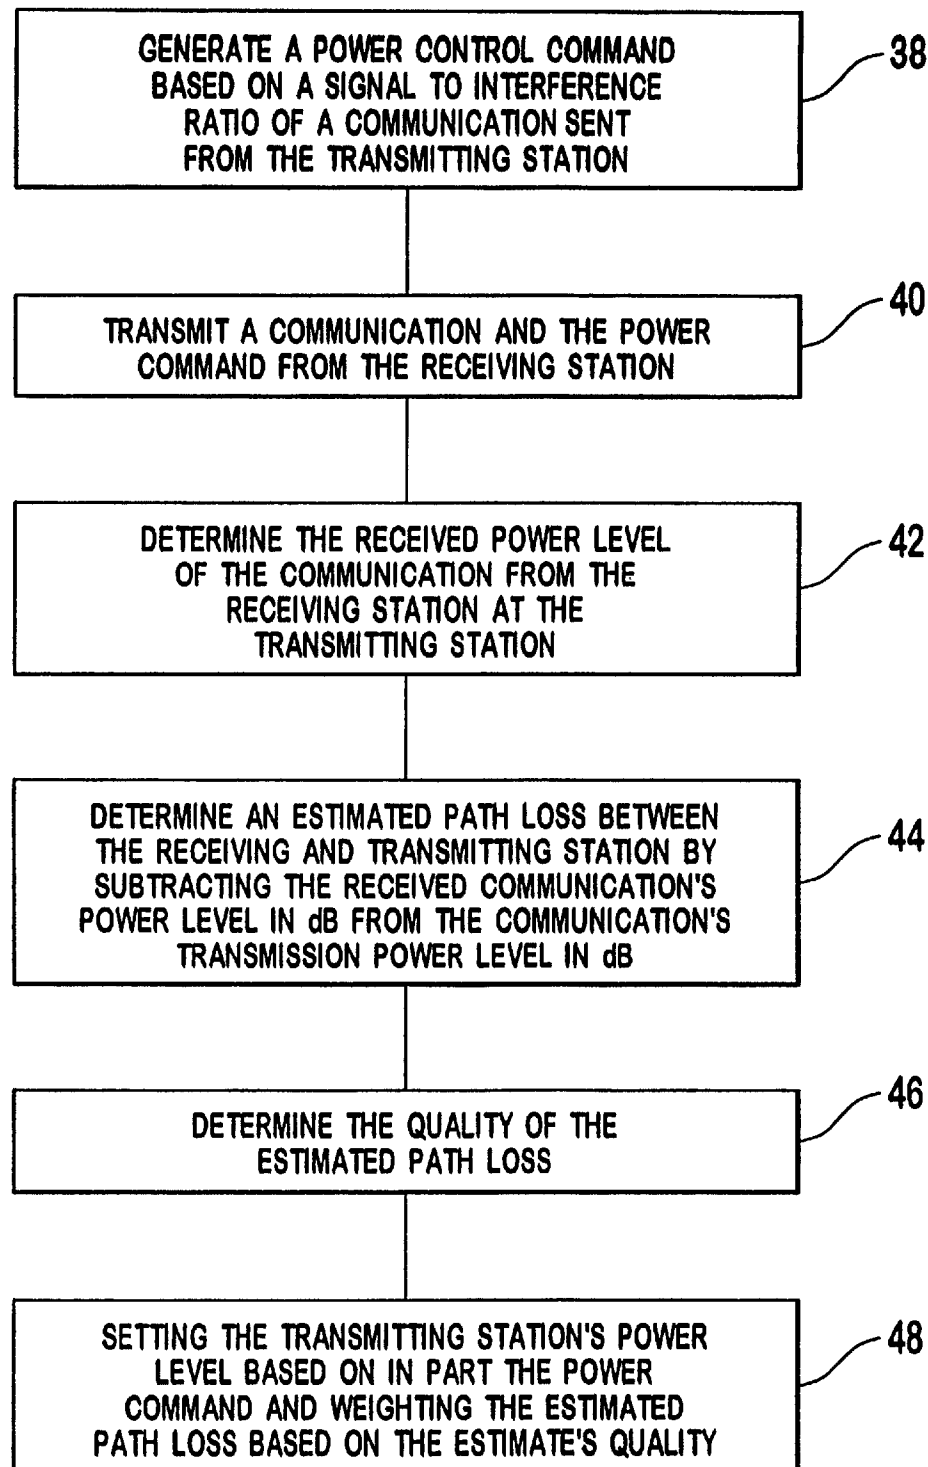 GENERATE A POWER CONTROL COMMAND
BASED ON A SIGNAL TO INTERFERENCE
RATIO OF A COMMUNICATION SENT
FROM THE TRANSMITTING STATION
38
TRANSMIT A COMMUNICATION AND THE POWER
COMMAND FROM THE RECEIVING STATION
40
DETERMINE THE RECEIVED POWER LEVEL
OF THE COMMUNICATION FROM THE
RECEIVING STATION AT THE
TRANSMITTING STATION
42
DETERMINE AN ESTIMATED PATH LOSS BETWEEN
THE RECEIVING AND TRANSMITTING STATION BY
SUBTRACTING THE RECEIVED COMMUNICATION'S
POWER LEVEL IN dB FROM THE COMMUNICATION'S
TRANSMISSION POWER LEVEL IN dB
44
DETERMINE THE QUALITY OF THE
ESTIMATED PATH LOSS
46
SETTING THE TRANSMITTING STATION'S POWER
LEVEL BASED ON IN PART THE POWER
COMMAND AND WEIGHTING THE ESTIMATED
PATH LOSS BASED ON THE ESTIMATE'S QUALITY
48